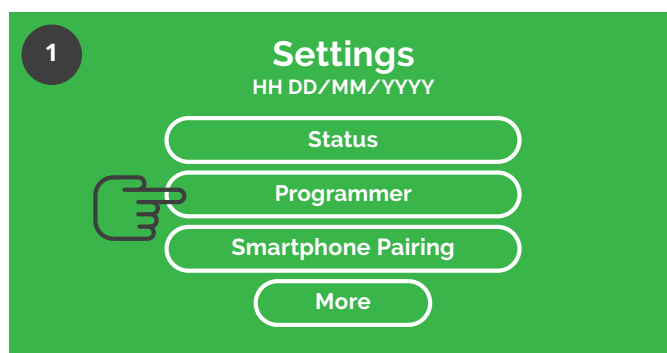 1
Settings
HH DD/MM/YYYY
Status
Programmer
Smartphone Pairing
More